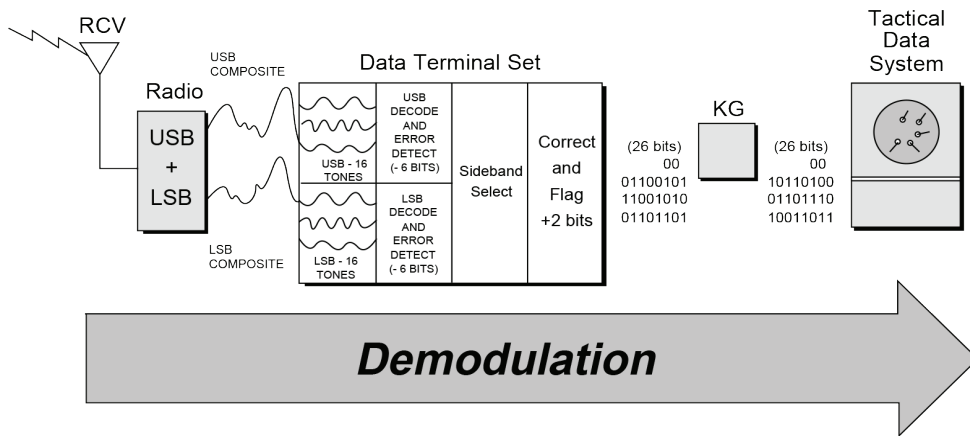 RCV
Radio
USB
+
LSB
USB
COMPOSITE
LSB
COMPOSITE
Data Terminal Set
USB - 16
TONES
LSB - 16
TONES
USB
DECODE
AND
ERROR
DETECT
(- 6 BITS)
LSB
DECODE
AND
ERROR
DETECT
(- 6 BITS)
Sideband
Select
Correct
and
Flag
+2 bits
(26 bits)
00
01100101
11001010
01101101
KG
(26 bits)
00
10110100
01101110
10011011
Tactical
Data
System
Demodulation